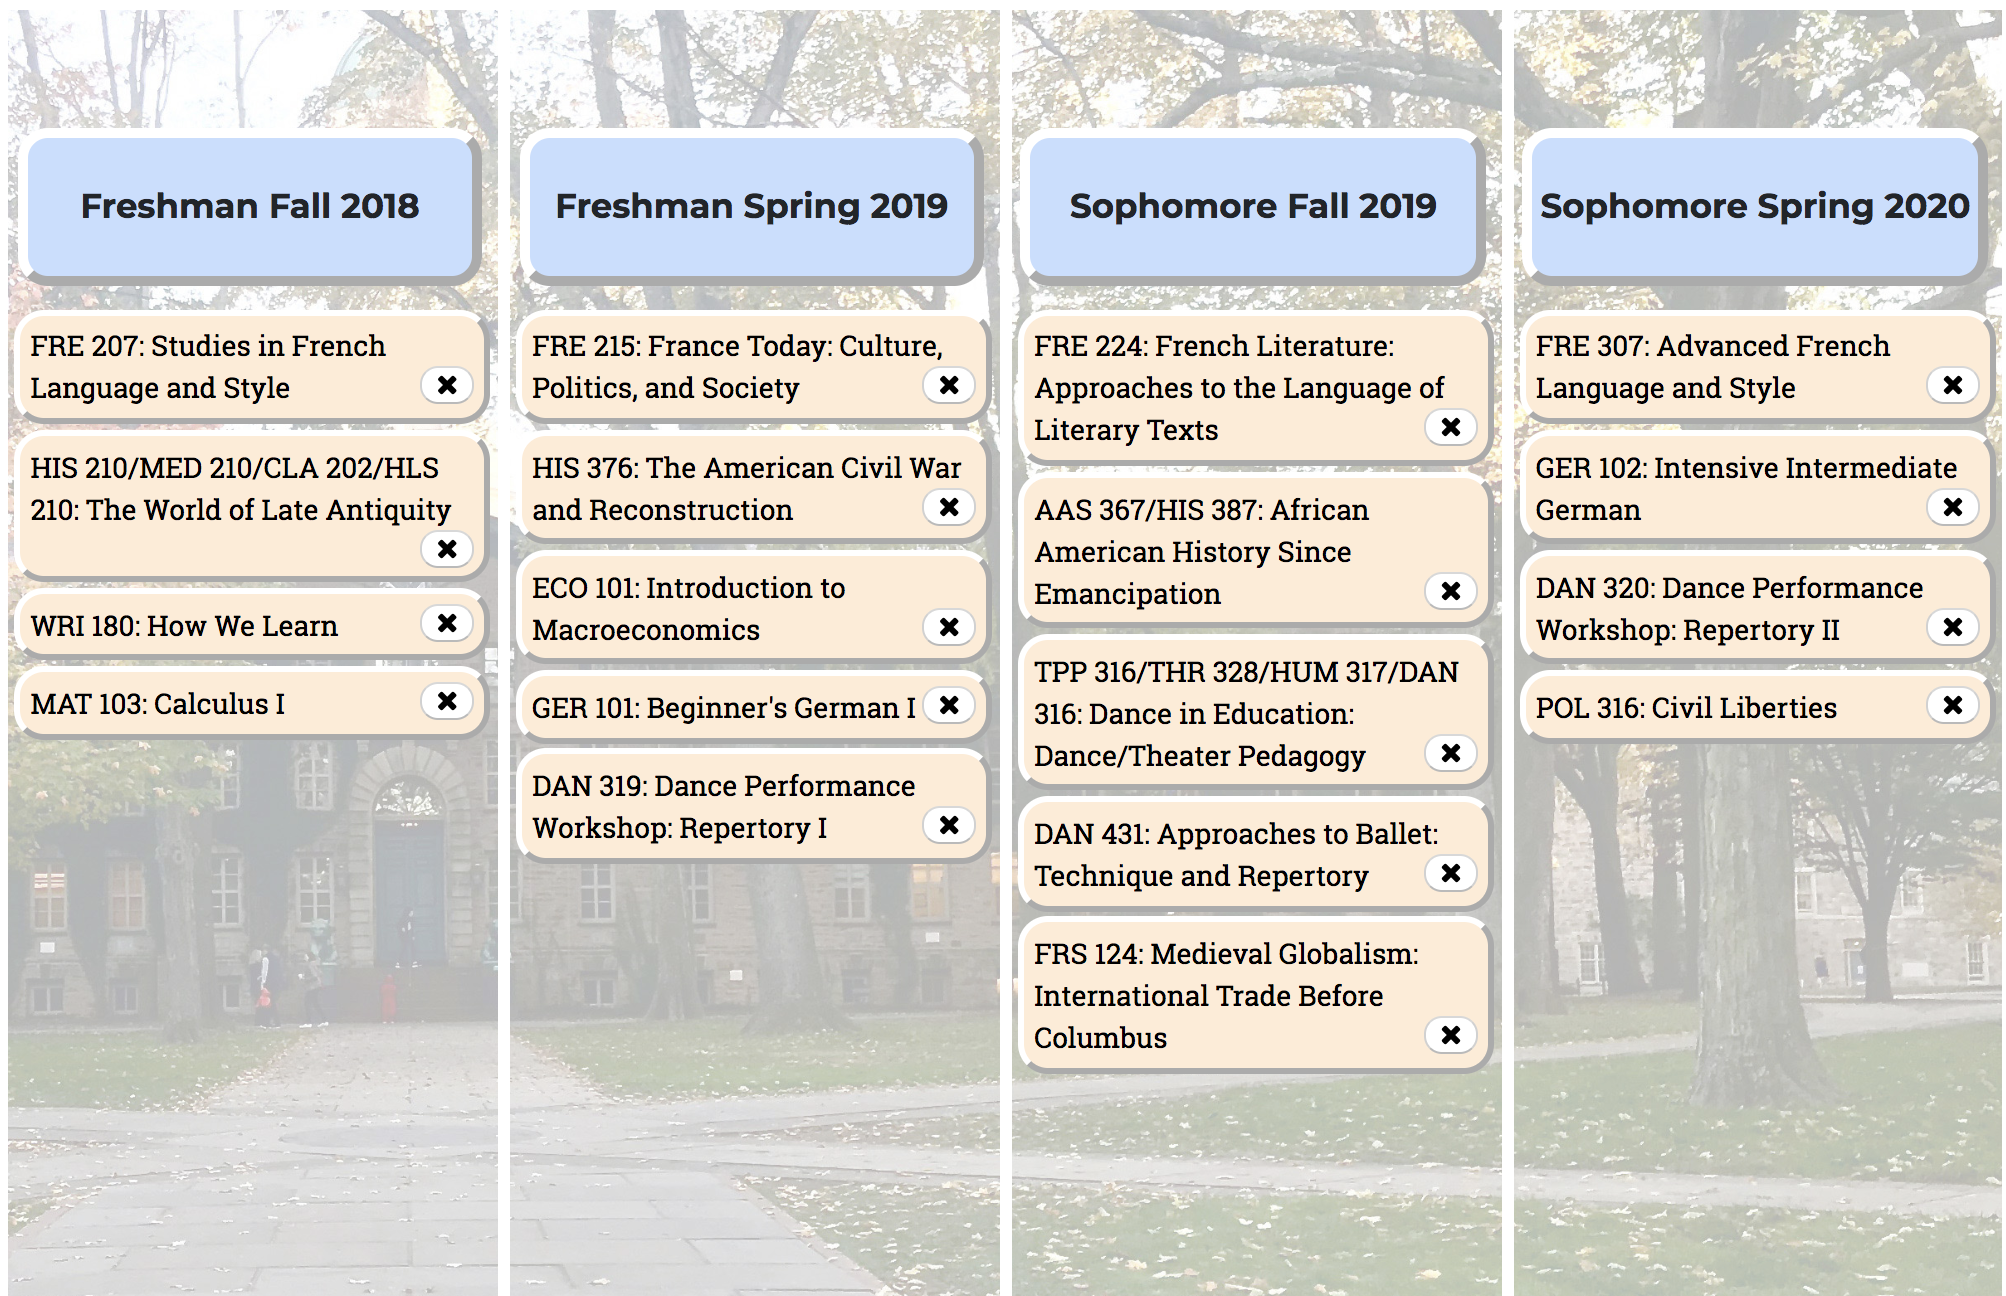 Freshman Fall 2018
FRE 207: Studies in French
Language and Style
HIS 210/MED 210/CLA 202/HLS
210: The World of Late Antiquity
WRI 180: How We Learn
MAT 103: Calculus I
Freshman Spring 2019
FRE 215: France Today: Culture,
Politics, and Society
HIS 376: The American Civil War
and Reconstruction
ECO 101: Introduction to
Macroeconomics
GER 101: Beginner's German I
DAN 319: Dance Performance
Workshop: Repertory I
Sophomore Fall 2019
FRE 224: French Literature:
Approaches to the Language of
Literary Texts
AAS 367/HIS 387: African
American History Since
Emancipation
TPP 316/THR 328/HUM 317/DAN
316: Dance in Education:
Dance/Theater Pedagogy
DAN 431: Approaches to Ballet:
Technique and Repertory
FRS 124: Medieval Globalism:
International Trade Before
Columbus
Sophomore Spring 2020
FRE 307: Advanced French
Language and Style
GER 102: Intensive Intermediate
German
DAN 320: Dance Performance
Workshop: Repertory II
POL 316: Civil Liberties